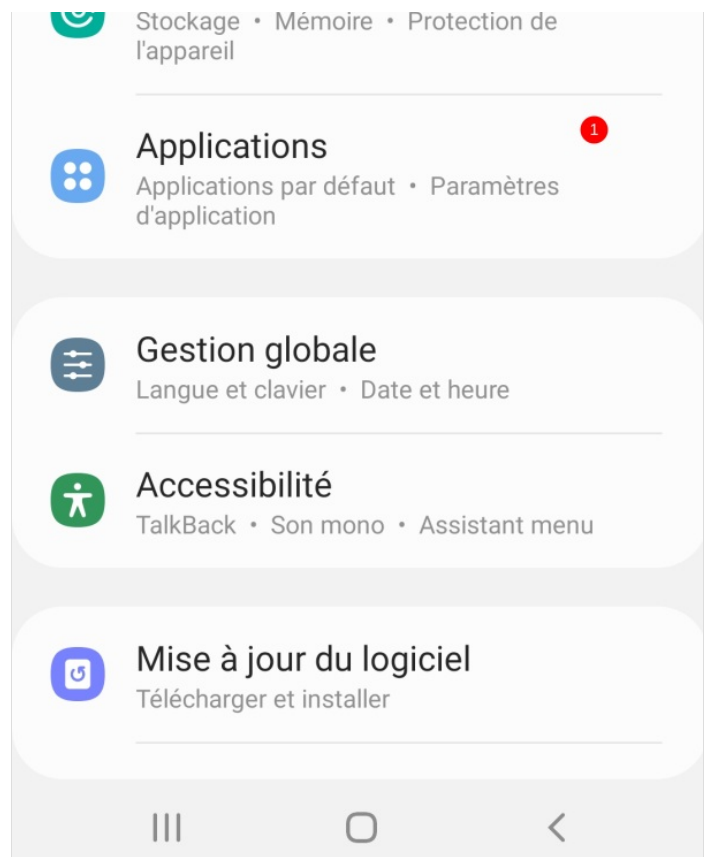 Stockage • Mémoire • Protection de
l'appareil
Applications
1
Applications par défaut • Paramètres
d'application
Gestion globale
Langue et clavier • Date et heure
Accessibilité
TalkBack • Son mono • Assistant menu
Mise à jour du logiciel
Télécharger et installer